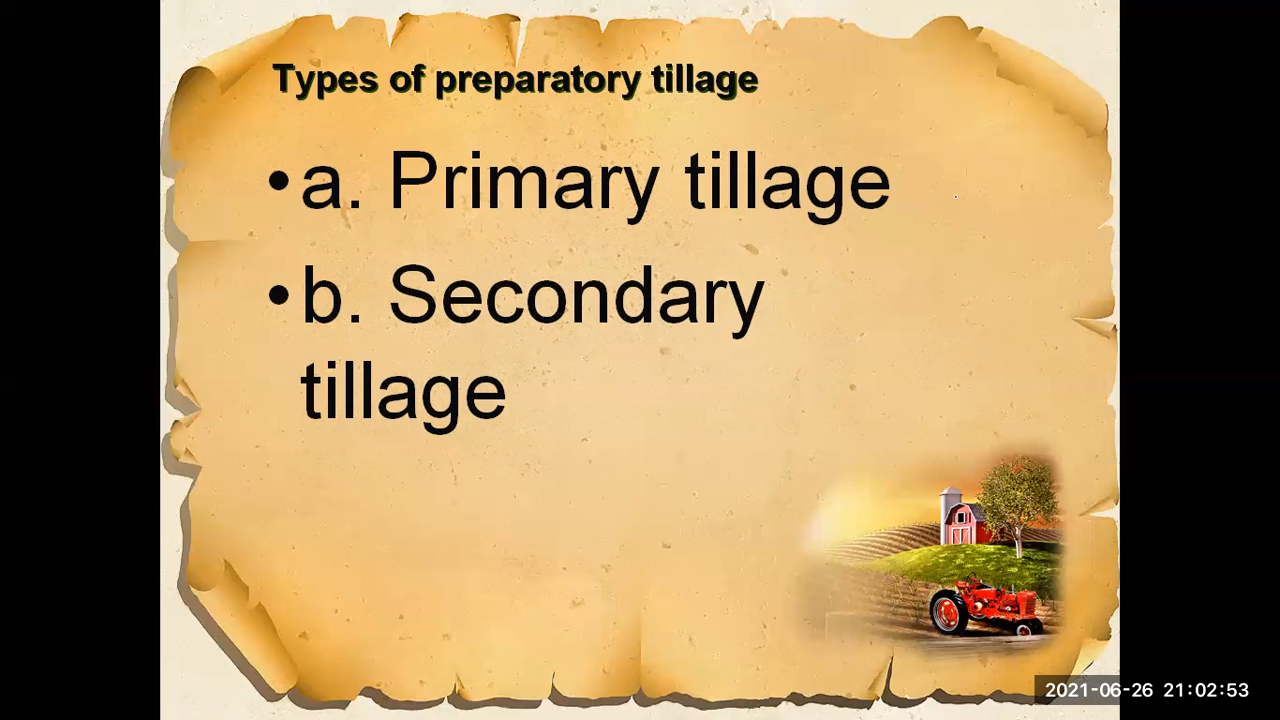 Types of preparatory tillage
•a. Primary tillage
•b. Secondary
tillage
2021-06-26 21:02:53